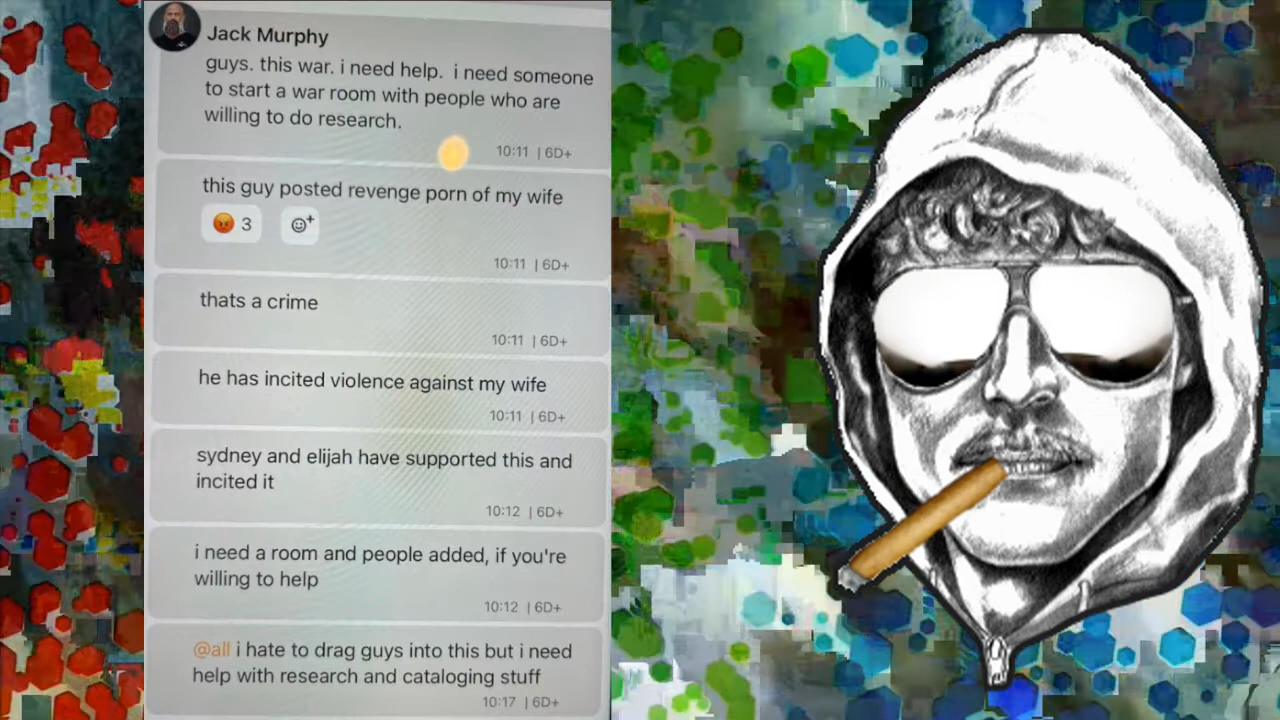 Jack Murphy
guys. this war. i need help.  i need someone
to start a war room with people who are
willing to do research.
10:11 | 6D+
this guy posted revenge porn of my wife
😡 3
10:11 | 6D+
thats a crime
10:11 | 6D+
he has incited violence against my wife
10:11 | 6D+
sydney and elijah have supported this and
incited it
10:12 | 6D+
i need a room and people added, if you're
willing to help
10:12 | 6D+
@all i hate to drag guys into this but i need
help with research and cataloging stuff
10:17 | 6D+